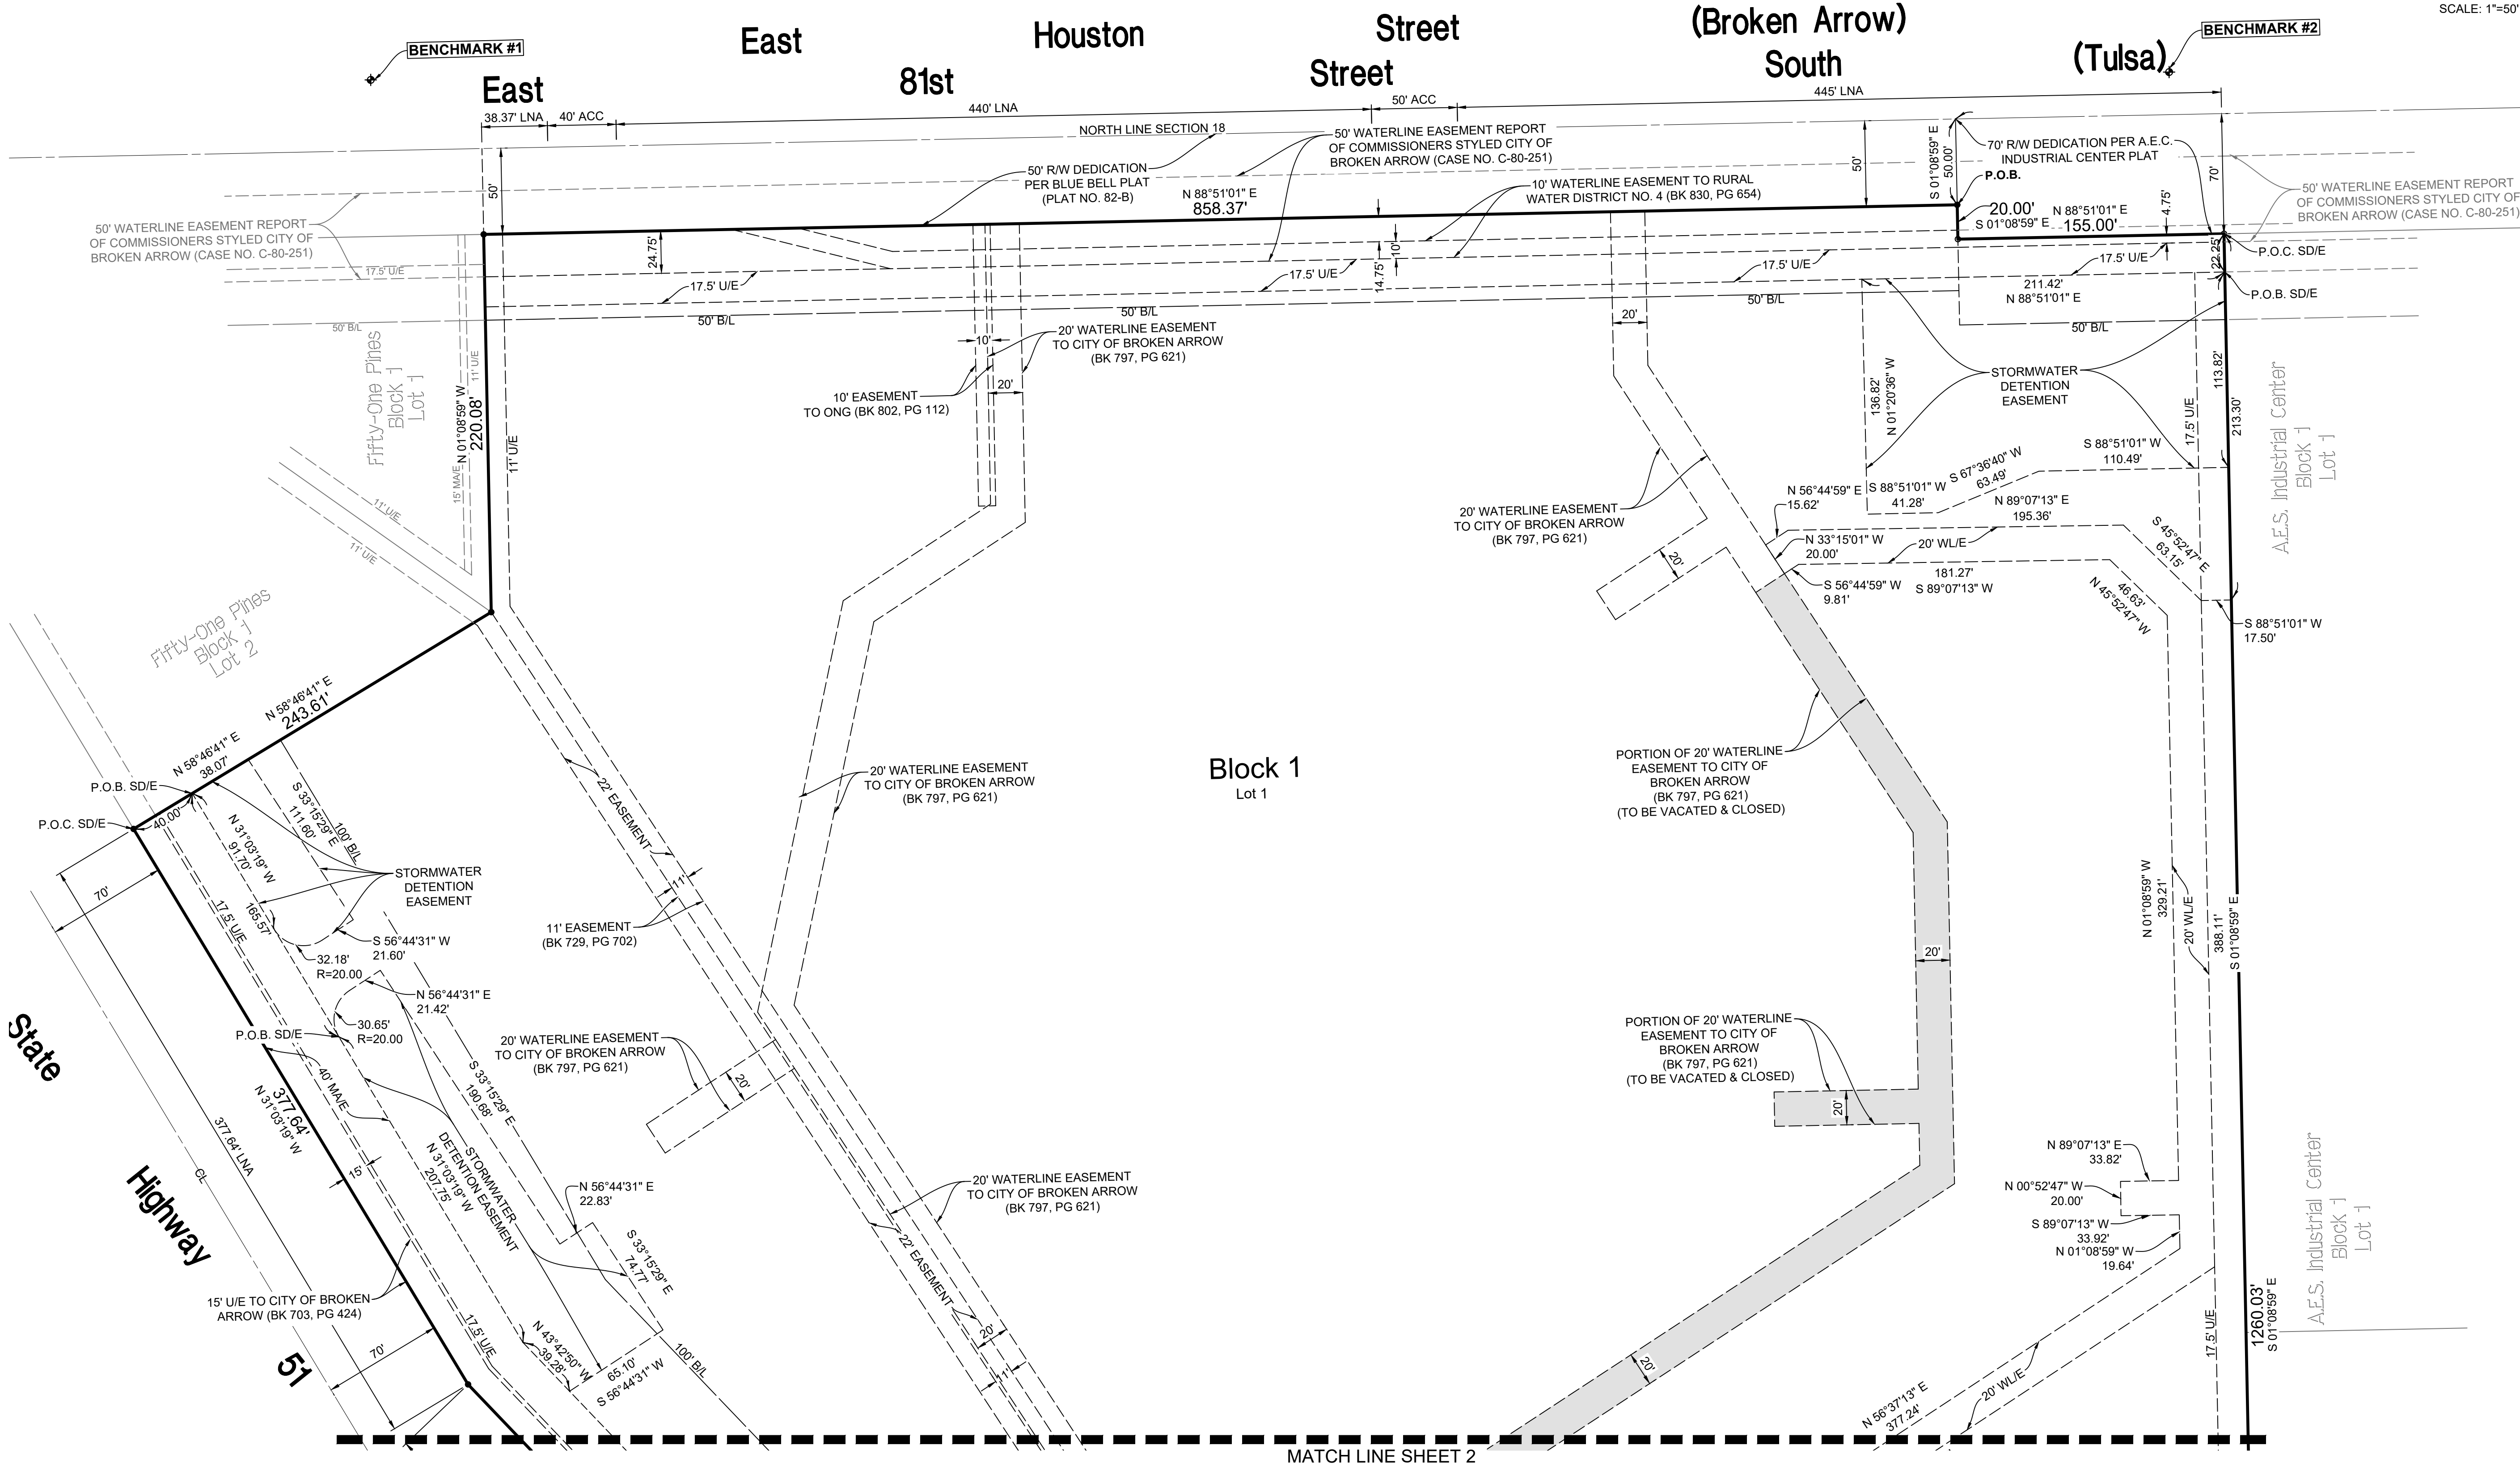 SCALE: 1"=50'
East Houston Street (Broken Arrow)
East 81st Street South (Tulsa)
BENCHMARK #1
BENCHMARK #2
38.37' LNA
40' ACC
440' LNA
50' ACC
445' LNA
NORTH LINE SECTION 18
50' WATERLINE EASEMENT REPORT
OF COMMISSIONERS STYLED CITY OF
BROKEN ARROW (CASE NO. C-80-251)
50' R/W DEDICATION
PER BLUE BELL PLAT
(PLAT NO. 82-B)
N 88°51'01" E
858.37'
10' WATERLINE EASEMENT TO RURAL
WATER DISTRICT NO. 4 (BK 830, PG 654)
50'
50'
S 01°08'59" E
50.00'
70' R/W DEDICATION PER A.E.C.
INDUSTRIAL CENTER PLAT
P.O.B.
70'
20.00'
S 01°08'59" E
N 88°51'01" E
155.00'
4.75'
22.25'
50' WATERLINE EASEMENT REPORT
OF COMMISSIONERS STYLED CITY OF
BROKEN ARROW (CASE NO. C-80-251)
50' WATERLINE EASEMENT REPORT
OF COMMISSIONERS STYLED CITY OF
BROKEN ARROW (CASE NO. C-80-251)
P.O.C. SD/E
P.O.B. SD/E
17.5' U/E
24.75'
17.5' U/E
17.5' U/E
14.75'
10'
17.5' U/E
17.5' U/E
211.42'
N 88°51'01" E
50' B/L
50' B/L
50' B/L
50' B/L
50' B/L
Fifty-One Pines
Block 1
Lot 1
N 01°08'59" W
220.08'
11' U/E
11' U/E
15' MA/E
11' U/E
11' U/E
10'
20' WATERLINE EASEMENT
TO CITY OF BROKEN ARROW
(BK 797, PG 621)
20'
10' EASEMENT
TO ONG (BK 802, PG 112)
20'
20' WATERLINE EASEMENT
TO CITY OF BROKEN ARROW
(BK 797, PG 621)
20'
136.82'
N 01°20'36" W
STORMWATER
DETENTION
EASEMENT
17.5' U/E
113.82'
213.30'
A.E.S. Industrial Center
Block 1
Lot 1
S 88°51'01" W
110.49'
S 67°36'40" W
63.49'
S 88°51'01" W
41.28'
N 56°44'59" E
15.62'
N 89°07'13" E
195.36'
N 33°15'01" W
20.00'
20' WL/E
S 45°52'47" E
63.15'
S 56°44'59" W
9.81'
181.27'
S 89°07'13" W
46.63'
N 45°52'47" W
S 88°51'01" W
17.50'
Fifty-One Pines
Block 1
Lot 2
N 58°46'41" E
243.61'
N 58°46'41" E
38.07'
P.O.B. SD/E
P.O.C. SD/E
40.00'
S 33°15'29" E
111.60'
100' B/L
N 31°03'19" W
91.70'
70'
STORMWATER
DETENTION
EASEMENT
17.5' U/E
165.57'
S 56°44'31" W
21.60'
32.18'
R=20.00
N 56°44'31" E
21.42'
30.65'
R=20.00
P.O.B. SD/E
22' EASEMENT
11'
11' EASEMENT
(BK 729, PG 702)
20' WATERLINE EASEMENT
TO CITY OF BROKEN ARROW
(BK 797, PG 621)
Block 1
Lot 1
PORTION OF 20' WATERLINE
EASEMENT TO CITY OF
BROKEN ARROW
(BK 797, PG 621)
(TO BE VACATED & CLOSED)
20'
N 01°08'59" W
329.21'
20' WL/E
388.11'
S 01°08'59" E
20' WATERLINE EASEMENT
TO CITY OF BROKEN ARROW
(BK 797, PG 621)
20'
PORTION OF 20' WATERLINE
EASEMENT TO CITY OF
BROKEN ARROW
(BK 797, PG 621)
(TO BE VACATED & CLOSED)
20'
State
Highway
51
377.64' LNA
CL
377.64'
N 31°03'19" W
40' MA/E
15'
S 33°15'29" E
190.68'
STORMWATER
DETENTION EASEMENT
N 31°03'19" W
207.75'
N 56°44'31" E
22.83'
S 33°15'29" E
74.77'
20' WATERLINE EASEMENT
TO CITY OF BROKEN ARROW
(BK 797, PG 621)
22' EASEMENT
20'
11'
15' U/E TO CITY OF BROKEN
ARROW (BK 703, PG 424)
70'
17.5' U/E
N 43°42'50" W
39.28'
65.10'
S 56°44'31" W
100' B/L
20'
N 89°07'13" E
33.82'
N 00°52'47" W
20.00'
S 89°07'13" W
33.92'
N 01°08'59" W
19.64'
A.E.S. Industrial Center
Block 1
Lot 1
1260.03'
S 01°08'59" E
17.5' U/E
N 56°37'13" E
377.24'
20' WL/E
MATCH LINE SHEET 2